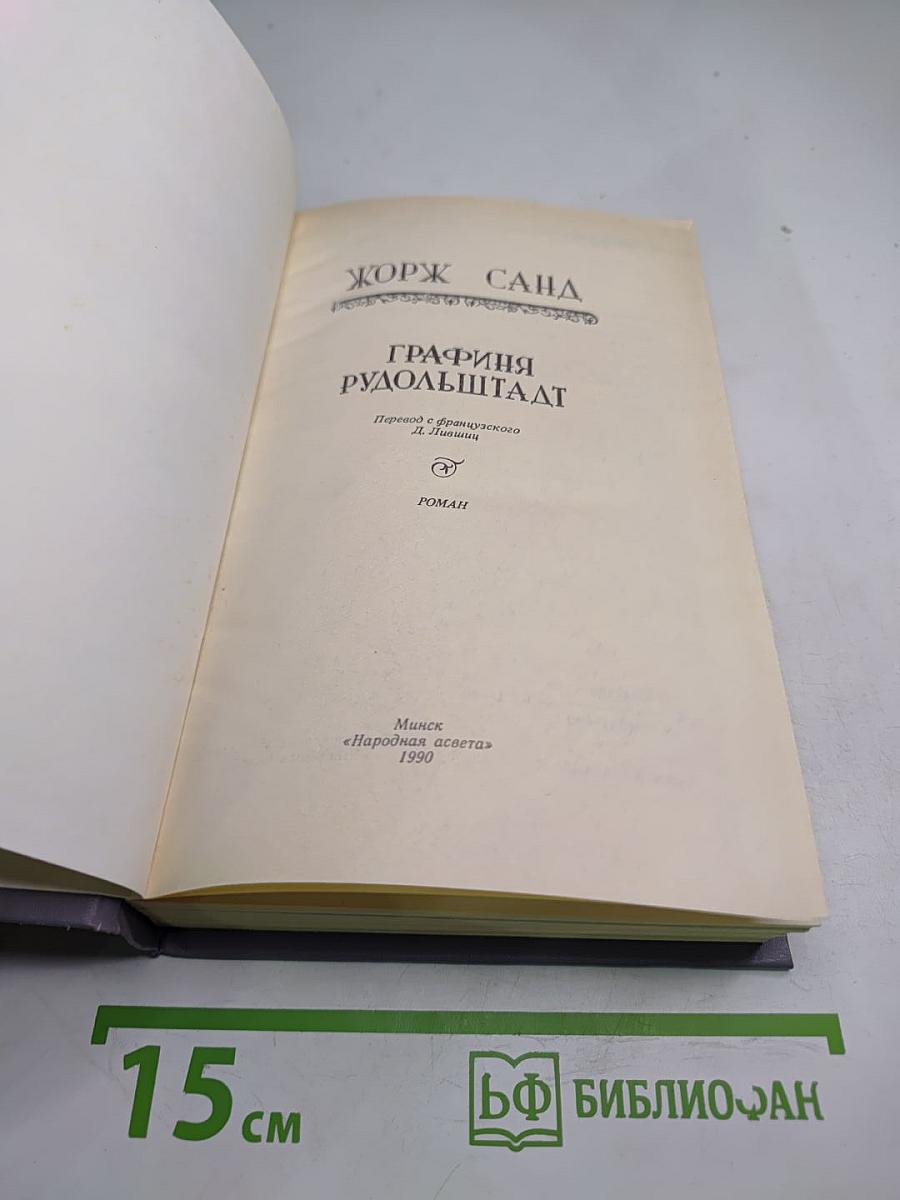 ЖОРЖ САНД
ГРАФИНЯ
РУДОЛЬШТАДТ
Перевод с французского
Д. Лившиц
РОМАН
Минск
«Народная асвета»
1990
15 см
БФ БИБЛИОФАН